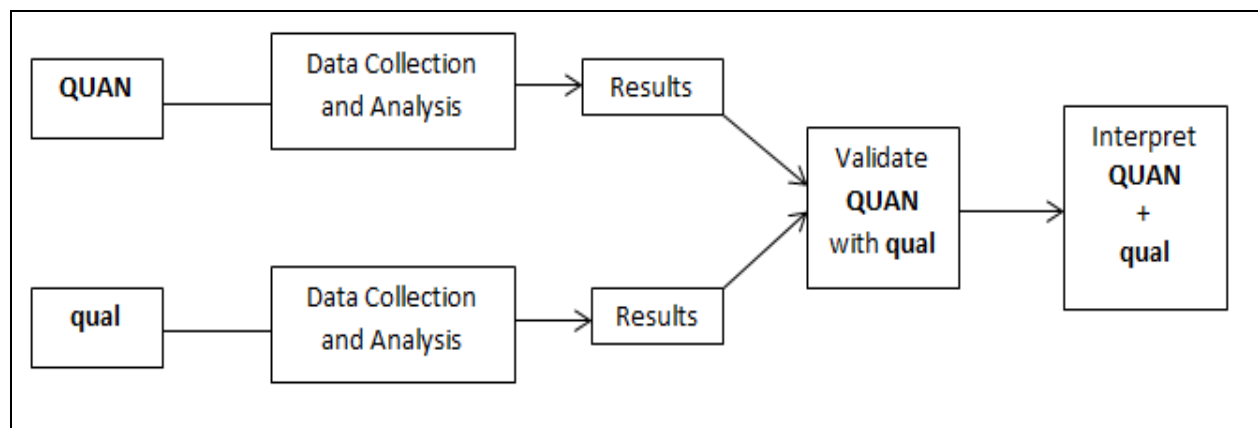 QUAN
Data Collection
and Analysis
Results
Validate
QUAN
with qual
Interpret
QUAN
+
qual
qual
Data Collection
and Analysis
Results